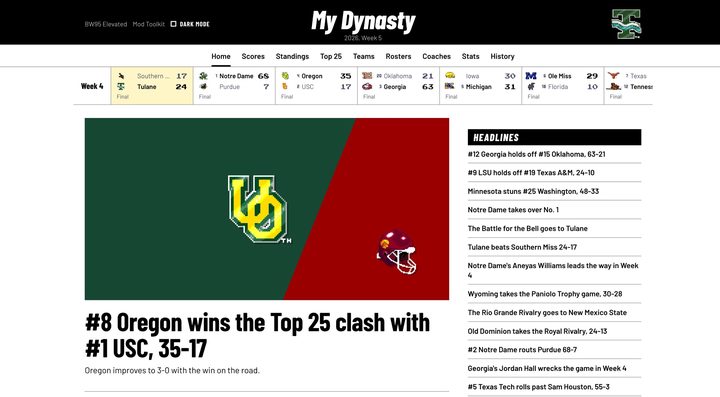 BW95 Elevated Mod Toolkit DARK MODE
My Dynasty
2026, Week 5
Home Scores Standings Top 25 Teams Rosters Coaches Stats History
Week 4
Southern ... 17
Tulane 24
Final
1 Notre Dame 68
Purdue 7
Final
Oregon 35
USC 17
Final
20 Oklahoma 21
3 Georgia 63
Final
Iowa 30
Michigan 31
Final
6 Ole Miss 29
Florida 10
Final
7 Texas
Tenness
Final
TH
#8 Oregon wins the Top 25 clash with
#1 USC, 35-17
Oregon improves to 3-0 with the win on the road.
HEADLINES
#12 Georgia holds off #15 Oklahoma, 63-21
#9 LSU holds off #19 Texas A&M, 24-10
Minnesota stuns #25 Washington, 48-33
Notre Dame takes over No. 1
The Battle for the Bell goes to Tulane
Tulane beats Southern Miss 24-17
Notre Dame's Aneyas Williams leads the way in Week
4
Wyoming takes the Paniolo Trophy game, 30-28
The Rio Grande Rivalry goes to New Mexico State
Old Dominion takes the Royal Rivalry, 24-13
#2 Notre Dame routs Purdue 68-7
Georgia's Jordan Hall wrecks the game in Week 4
#5 Texas Tech rolls past Sam Houston, 55-3